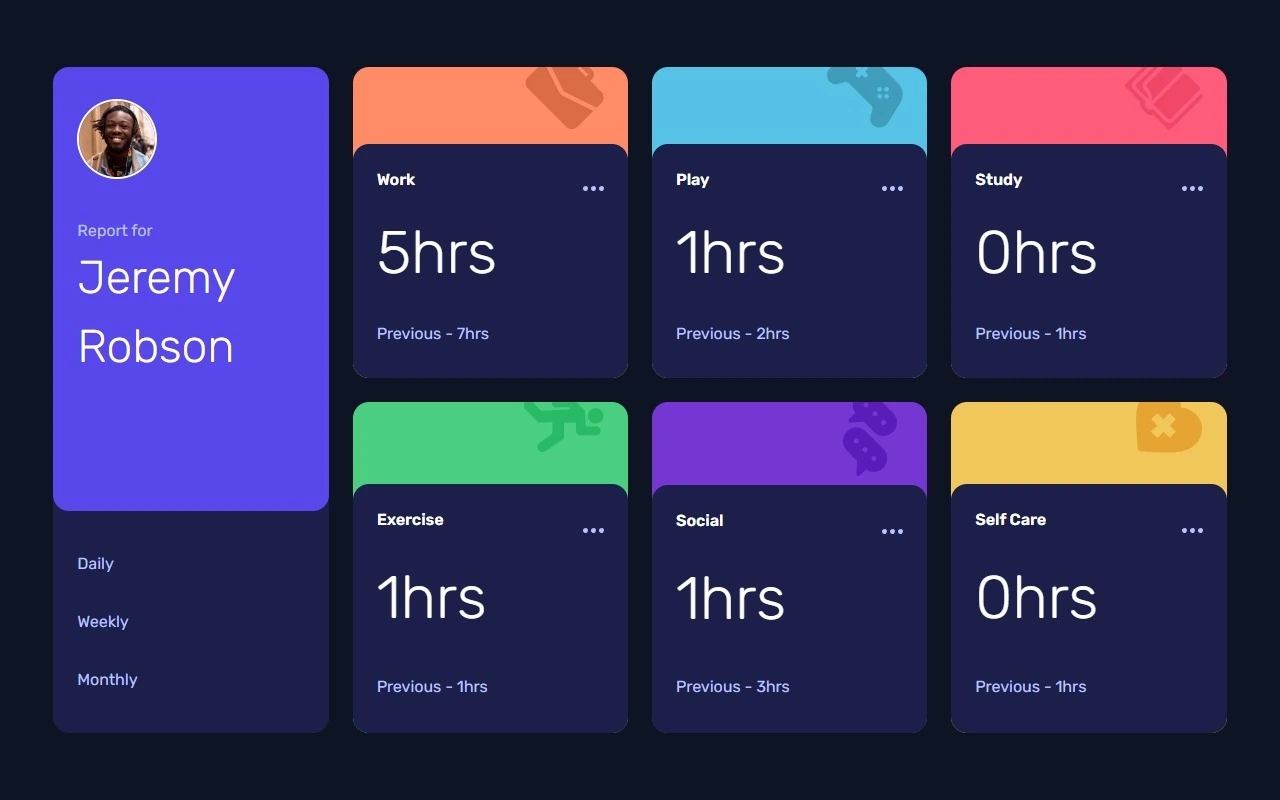 Report for
Jeremy
Robson
Daily
Weekly
Monthly
Work
5hrs
Previous - 7hrs
Play
1hrs
Previous - 2hrs
Study
0hrs
Previous - 1hrs
Exercise
1hrs
Previous - 1hrs
Social
1hrs
Previous - 3hrs
Self Care
0hrs
Previous - 1hrs